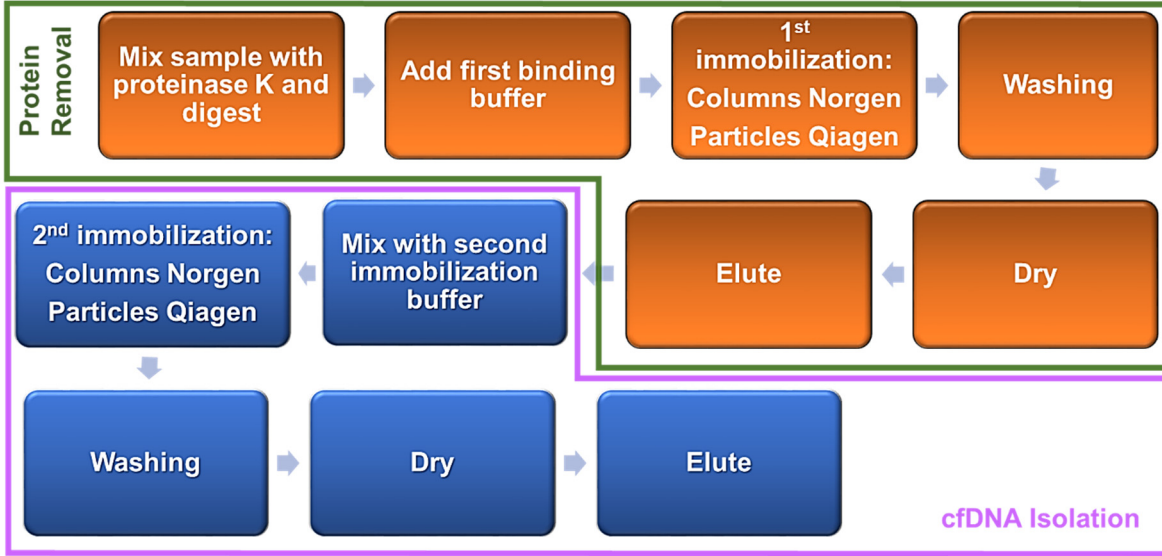 Protein
Removal
Mix sample with
proteinase K and
digest
Add first binding
buffer
1st
immobilization:
Columns Norgen
Particles Qiagen
Washing
Dry
Elute
Mix with second
immobilization
buffer
2nd immobilization:
Columns Norgen
Particles Qiagen
Washing
Dry
Elute
cfDNA Isolation